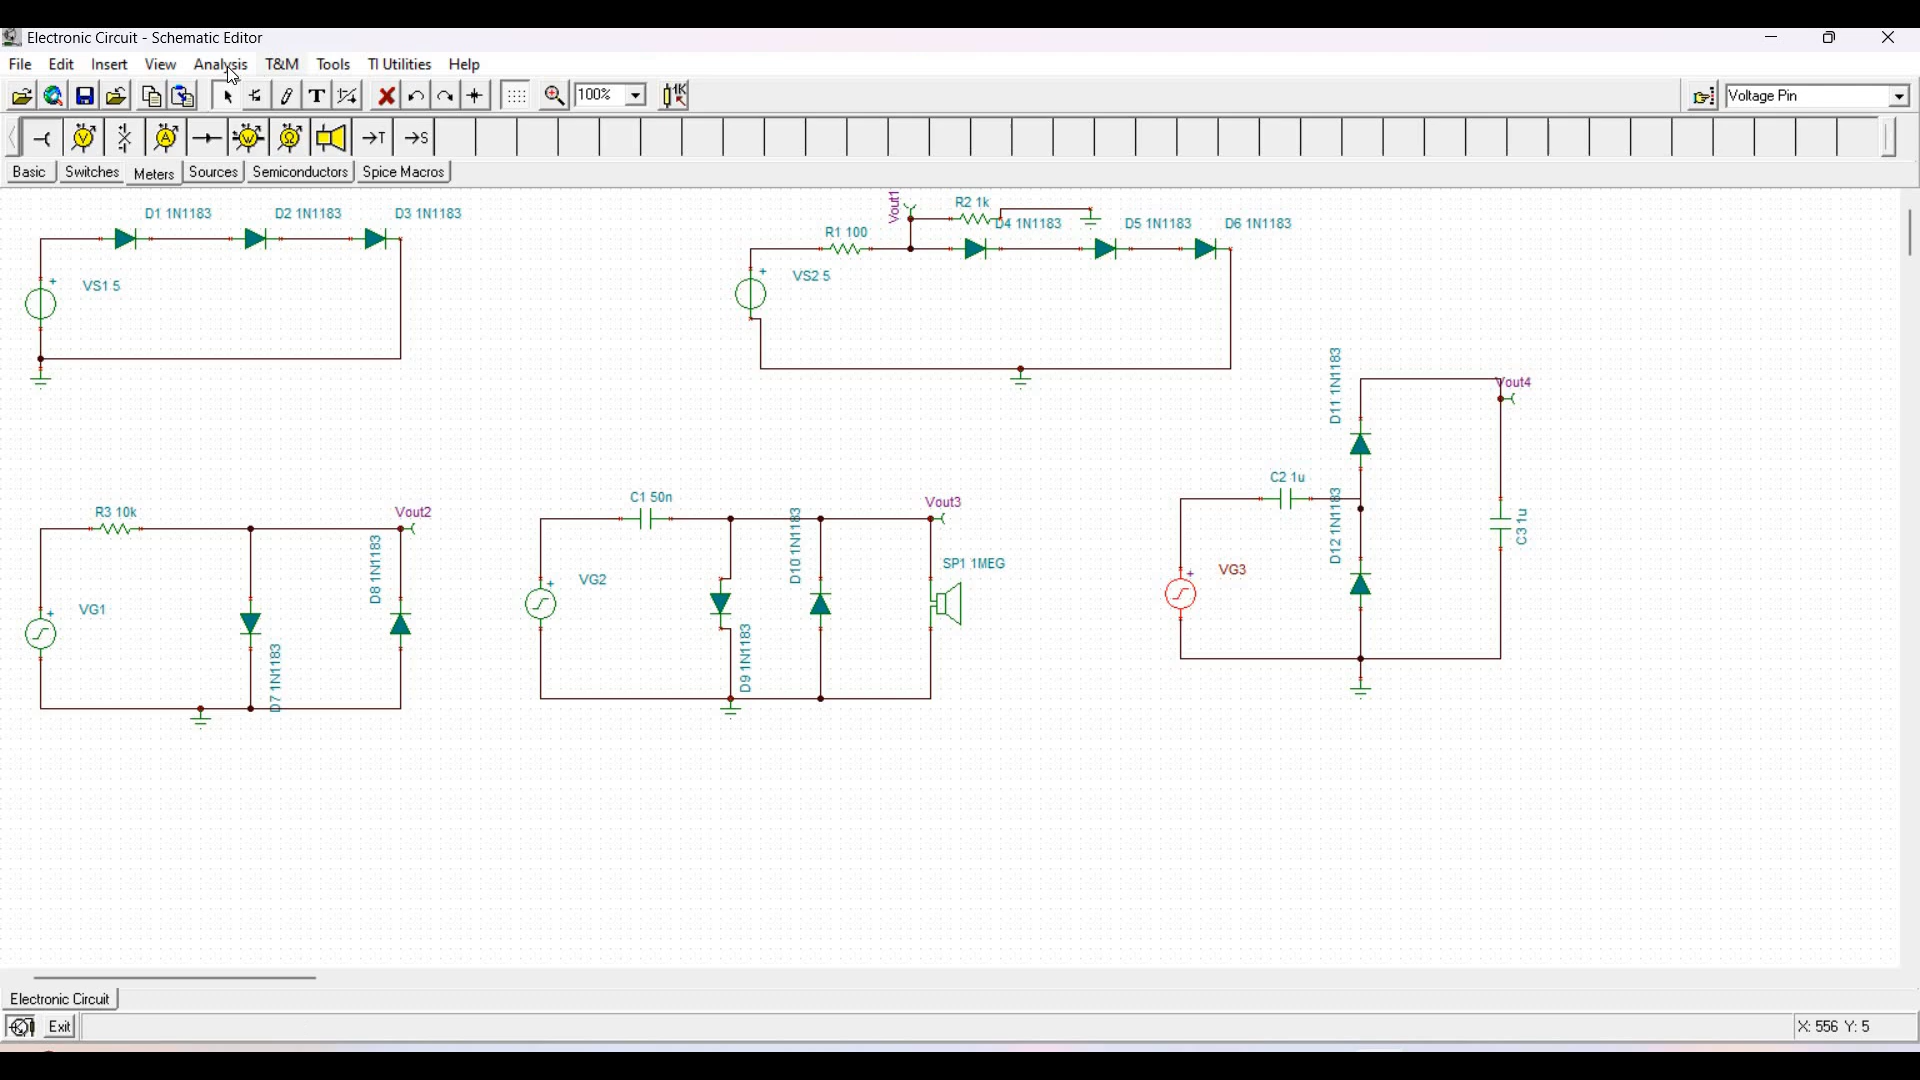 Electronic Circuit - Schematic Editor
File Edit Insert View Analysis T&M Tools TI Utilities Help
T 100% 1K Voltage Pin
V A W Ω →T →S
Basic Switches Meters Sources Semiconductors Spice Macros
D1 1N1183 D2 1N1183 D3 1N1183
VS1 5
Vout1
R2 1k
R1 100
D4 1N1183 D5 1N1183 D6 1N1183
VS2 5
R3 10k
Vout2
D8 1N1183
VG1
D7 1N1183
C1 50n
Vout3
D10 1N1183
SP1 1MEG
VG2
D9 1N1183
D11 1N1183
Vout4
C2 1u
D12 1N1183
C3 1u
VG3
Electronic Circuit
Exit
X: 556 Y: 5